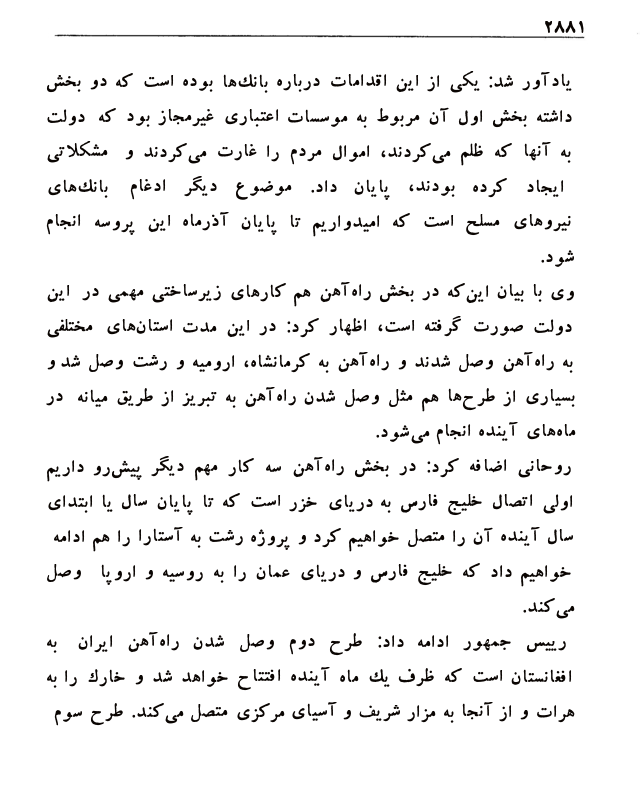 ۲۸۸۱
یادآور شد: یکی از این اقدامات درباره بانك‌ها بوده است که دو بخش
داشته بخش اول آن مربوط به موسسات اعتباری غیرمجاز بود که دولت
به آنها که ظلم می‌کردند، اموال مردم را غارت می‌کردند و مشکلاتی
ایجاد کرده بودند، پایان داد. موضوع دیگر ادغام بانك‌های
نیروهای مسلح است که امیدواریم تا پایان آذرماه این پروسه انجام
شود.
وی با بیان این‌که در بخش راه‌آهن هم کارهای زیرساختی مهمی در این
دولت صورت گرفته است، اظهار کرد: در این مدت استان‌های مختلفی
به راه‌آهن وصل شدند و راه‌آهن به کرمانشاه، ارومیه و رشت وصل شد و
بسیاری از طرح‌ها هم مثل وصل شدن راه‌آهن به تبریز از طریق میانه در
ماه‌های آینده انجام می‌شود.
روحانی اضافه کرد: در بخش راه‌آهن سه کار مهم دیگر پیش‌رو داریم
اولی اتصال خلیج فارس به دریای خزر است که تا پایان سال یا ابتدای
سال آینده آن را متصل خواهیم کرد و پروژه رشت به آستارا را هم ادامه
خواهیم داد که خلیج فارس و دریای عمان را به روسیه و اروپا وصل
می‌کند.
رییس جمهور ادامه داد: طرح دوم وصل شدن راه‌آهن ایران به
افغانستان است که ظرف يك ماه آینده افتتاح خواهد شد و خارك را به
هرات و از آنجا به مزار شریف و آسیای مرکزی متصل می‌کند. طرح سوم